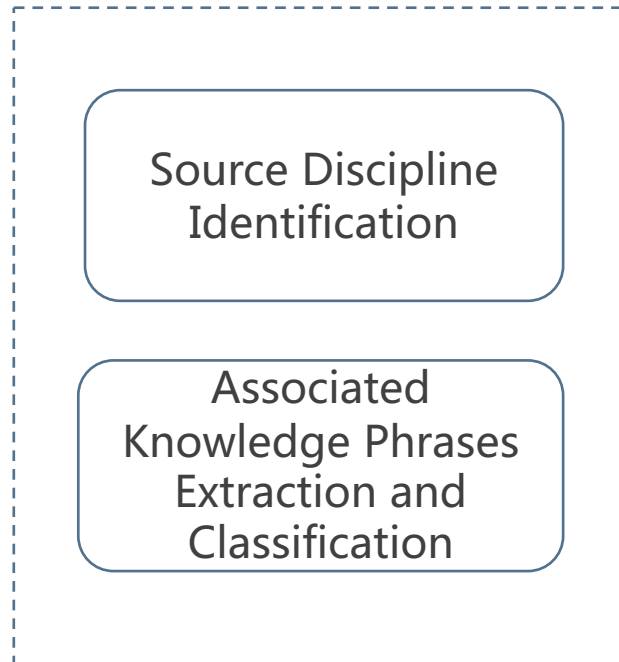 Source Discipline
Identification
Associated
Knowledge Phrases
Extraction and
Classification